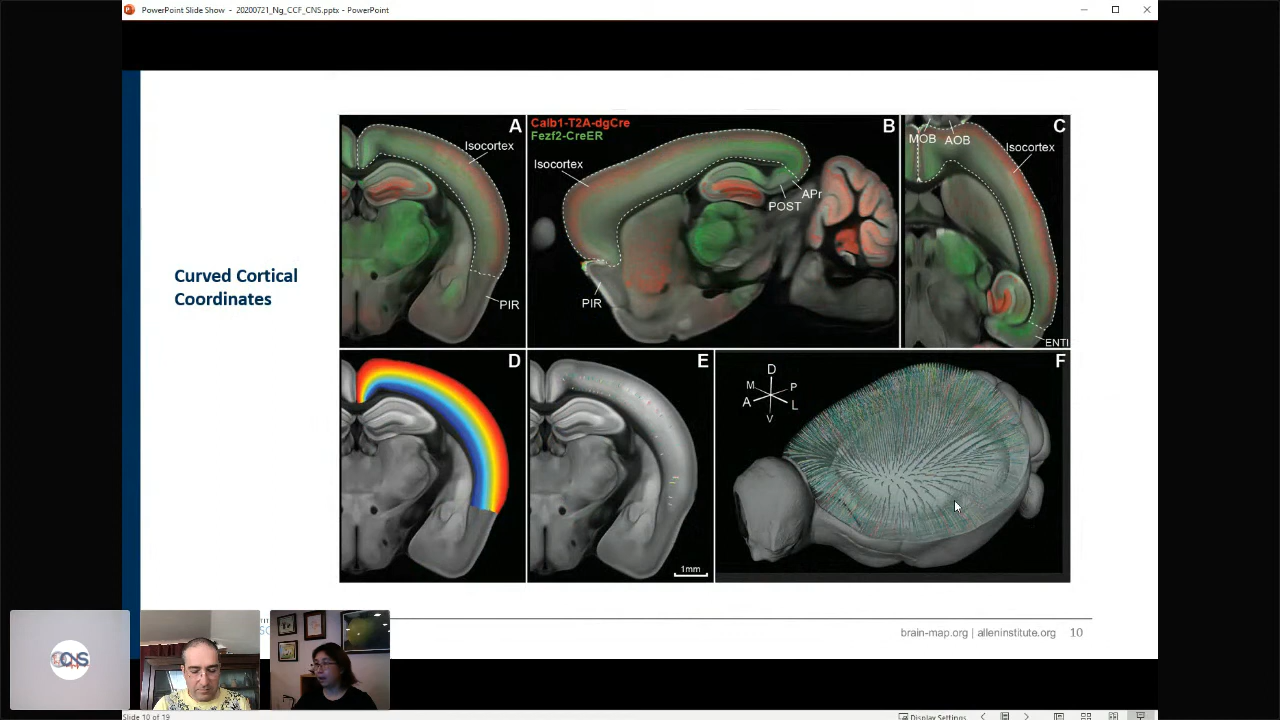 PowerPoint Slide Show - 20200721_Ng_CCF_CNS.pptx - PowerPoint
Curved Cortical
Coordinates
A
Isocortex
PIR
Calb1-T2A-dgCre
Fezf2-CreER
B
Isocortex
APr
POST
PIR
C
MOB
AOB
Isocortex
ENTl
D
E
1mm
F
D
M
P
A
L
V
brain-map.org | alleninstitute.org
10
CNS
Slide 10 of 19
Display Settings